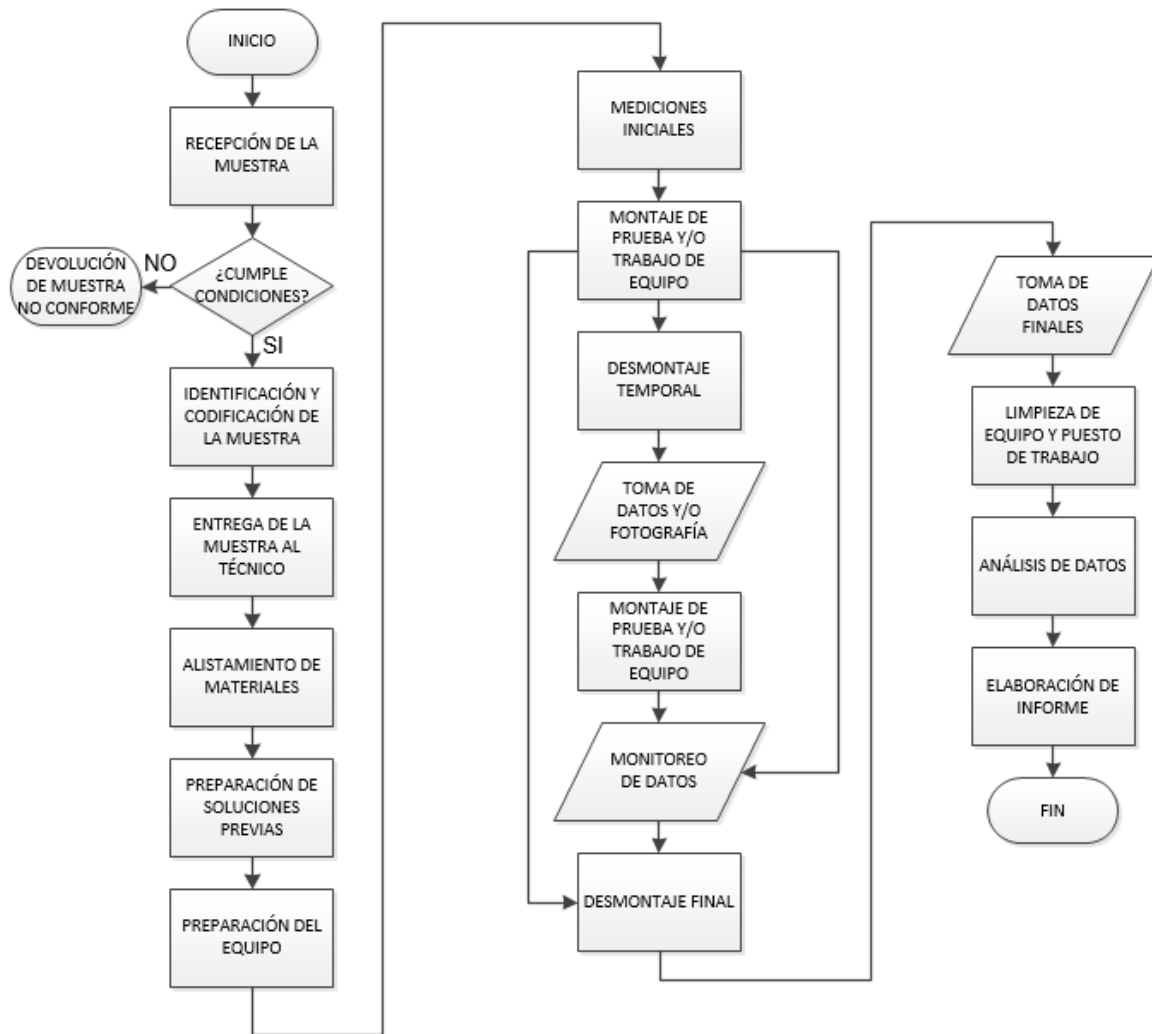 INICIO
RECEPCIÓN DE LA
MUESTRA
¿CUMPLE
CONDICIONES?
NO
DEVOLUCIÓN
DE MUESTRA
NO CONFORME
SI
IDENTIFICACIÓN Y
CODIFICACIÓN DE
LA MUESTRA
ENTREGA DE LA
MUESTRA AL
TÉCNICO
ALISTAMIENTO DE
MATERIALES
PREPARACIÓN DE
SOLUCIONES
PREVIAS
PREPARACIÓN DEL
EQUIPO
MEDICIONES
INICIALES
MONTAJE DE
PRUEBA Y/O
TRABAJO DE
EQUIPO
DESMONTAJE
TEMPORAL
TOMA DE
DATOS Y/O
FOTOGRAFÍA
MONTAJE DE
PRUEBA Y/O
TRABAJO DE
EQUIPO
MONITOREO
DE DATOS
DESMONTAJE FINAL
TOMA DE
DATOS
FINALES
LIMPIEZA DE
EQUIPO Y PUESTO
DE TRABAJO
ANÁLISIS DE DATOS
ELABORACIÓN DE
INFORME
FIN